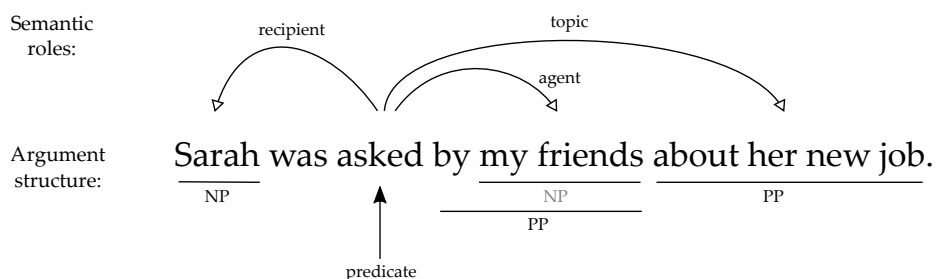 Semantic
roles:
recipient
topic
agent
Argument
structure:
Sarah was asked by my friends about her new job.
NP
NP
PP
PP
predicate